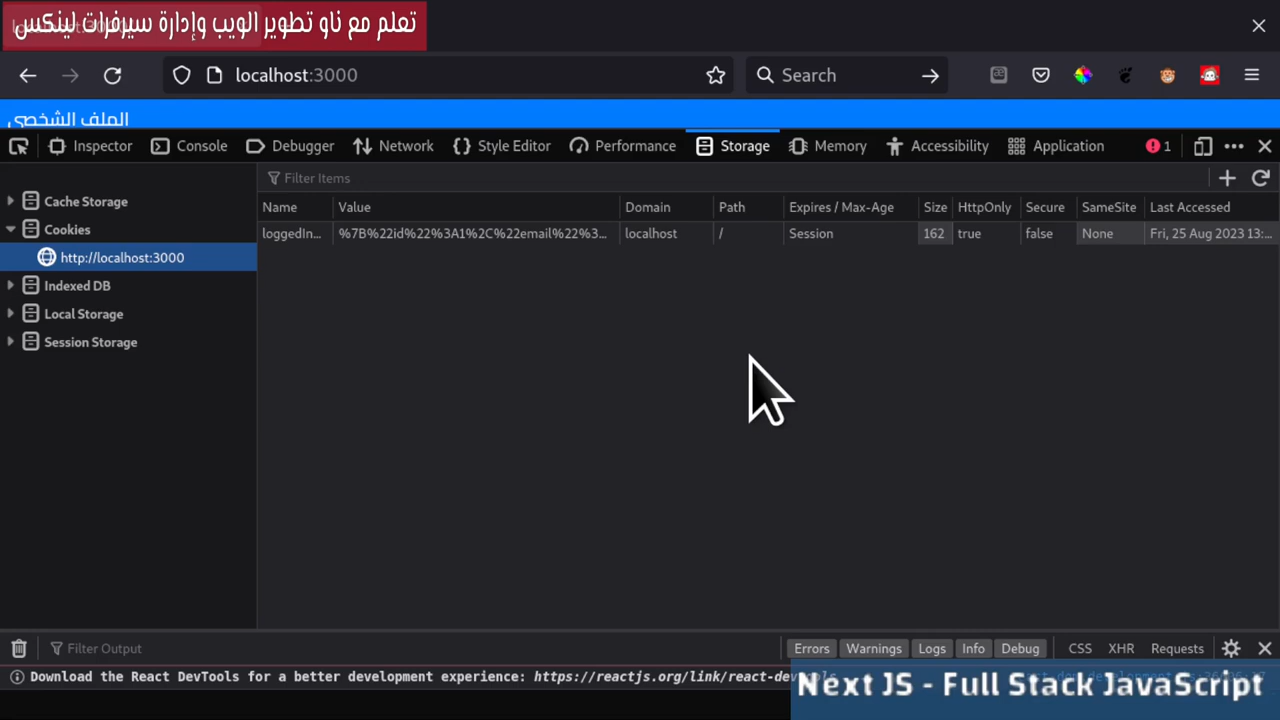 تعلم مع ناو تطوير الويب وإدارة سيرفرات لينكس
localhost:3000
Search
الملف الشخصي
Inspector
Console
Debugger
Network
Style Editor
Performance
Storage
Memory
Accessibility
Application
1
Filter Items
Cache Storage
Cookies
http://localhost:3000
Indexed DB
Local Storage
Session Storage
Name Value Domain Path Expires / Max-Age Size HttpOnly Secure SameSite Last Accessed
loggedIn... %7B%22id%22%3A1%2C%22email%22%3... localhost / Session 162 true false None Fri, 25 Aug 2023 13:...
Filter Output
Errors Warnings Logs Info Debug CSS XHR Requests
Download the React DevTools for a better development experience: https://reactjs.org/link/react-devtools
Next JS - Full Stack JavaScript